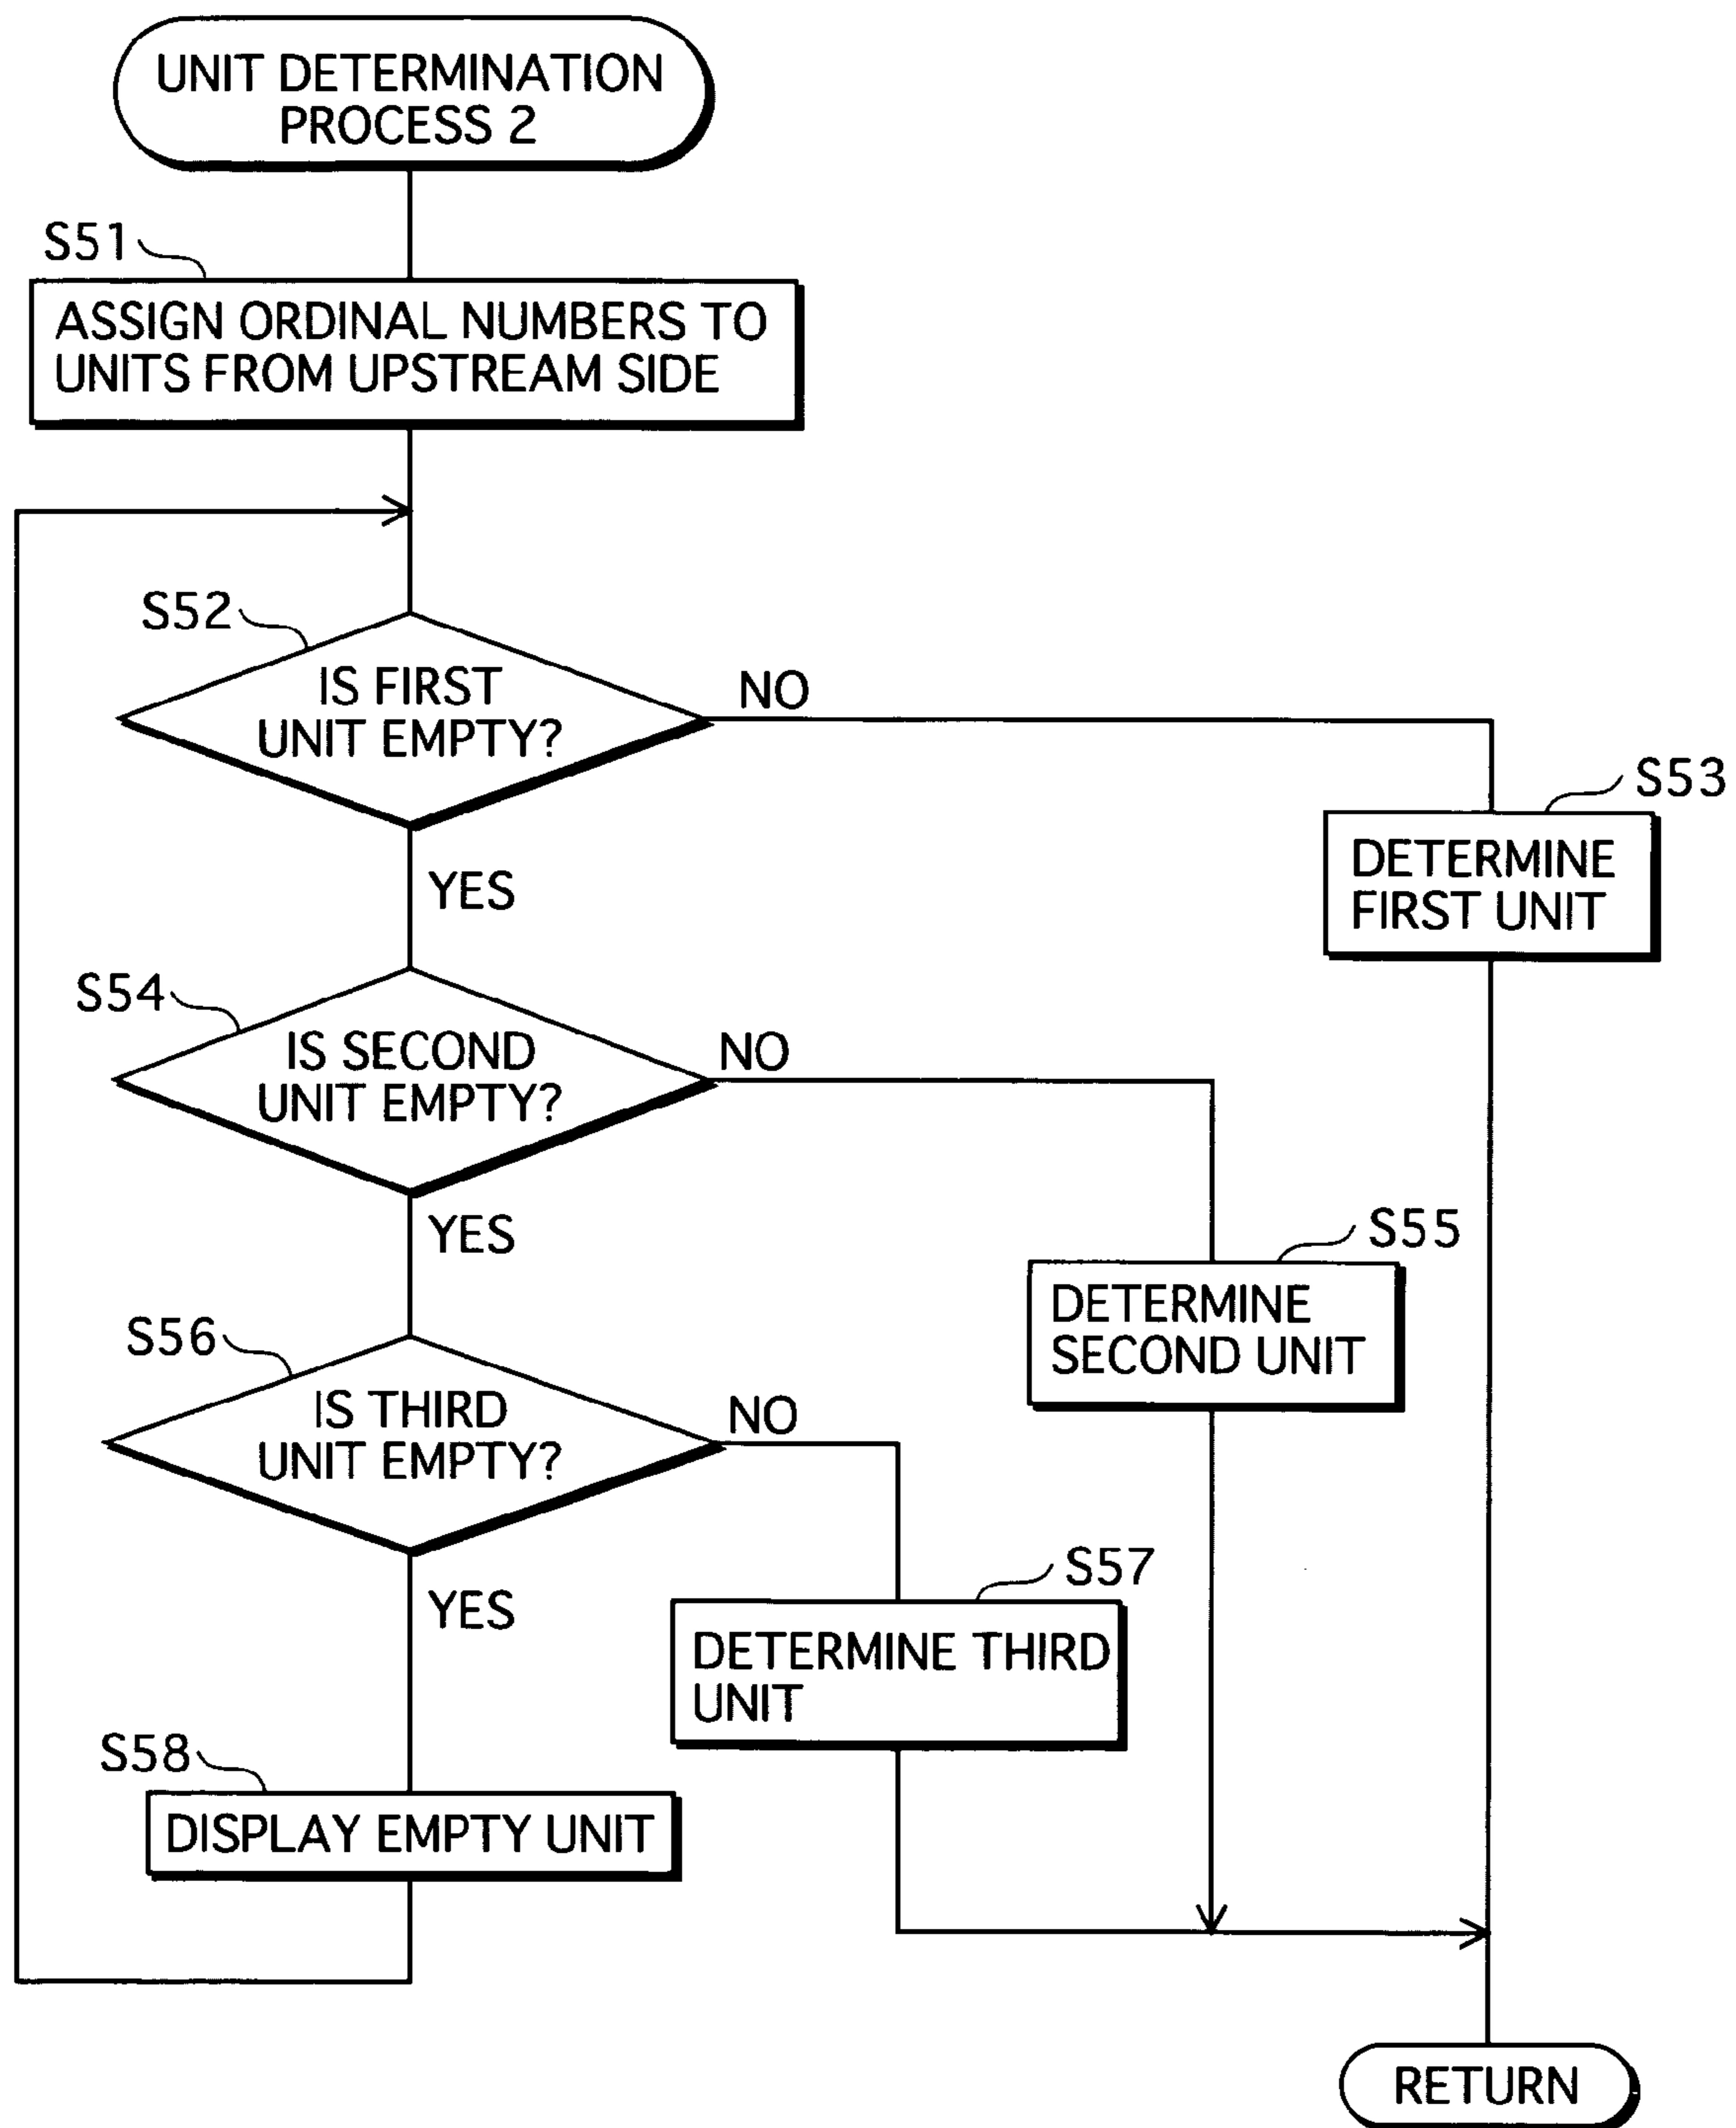 UNIT DETERMINATION
PROCESS 2
S51
ASSIGN ORDINAL NUMBERS TO
UNITS FROM UPSTREAM SIDE
S52
IS FIRST
UNIT EMPTY?
NO
S53
DETERMINE
FIRST UNIT
YES
S54
IS SECOND
UNIT EMPTY?
NO
YES
S55
DETERMINE
SECOND UNIT
S56
IS THIRD
UNIT EMPTY?
NO
YES
S57
DETERMINE THIRD
UNIT
S58
DISPLAY EMPTY UNIT
RETURN